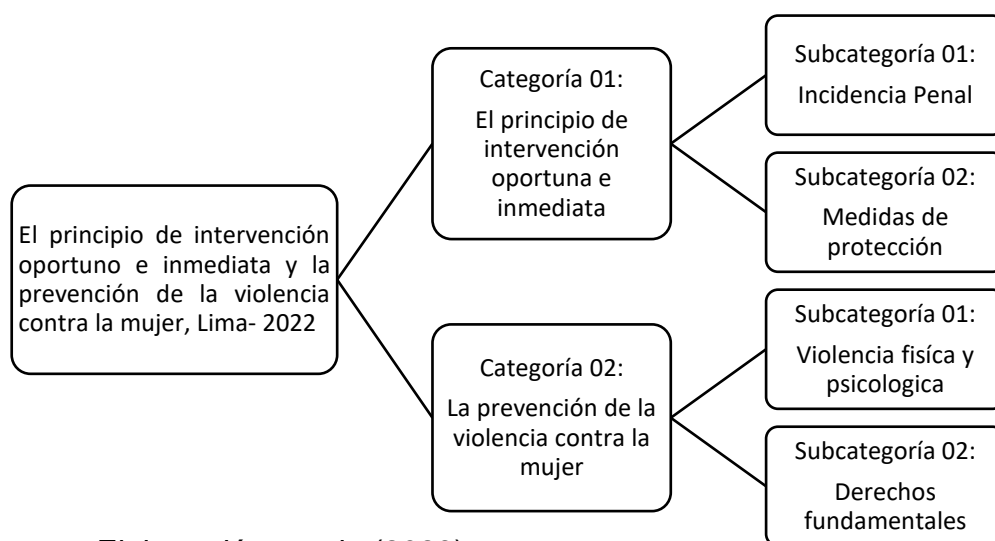 El principio de intervención
oportuno e inmediata y la
prevención de la violencia
contra la mujer, Lima- 2022
Categoría 01:
El principio de
intervención
oportuna e
inmediata
Subcategoría 01:
Incidencia Penal
Subcategoría 02:
Medidas de
protección
Categoría 02:
La prevención de la
violencia contra la
mujer
Subcategoría 01:
Violencia fisíca y
psicologica
Subcategoría 02:
Derechos
fundamentales